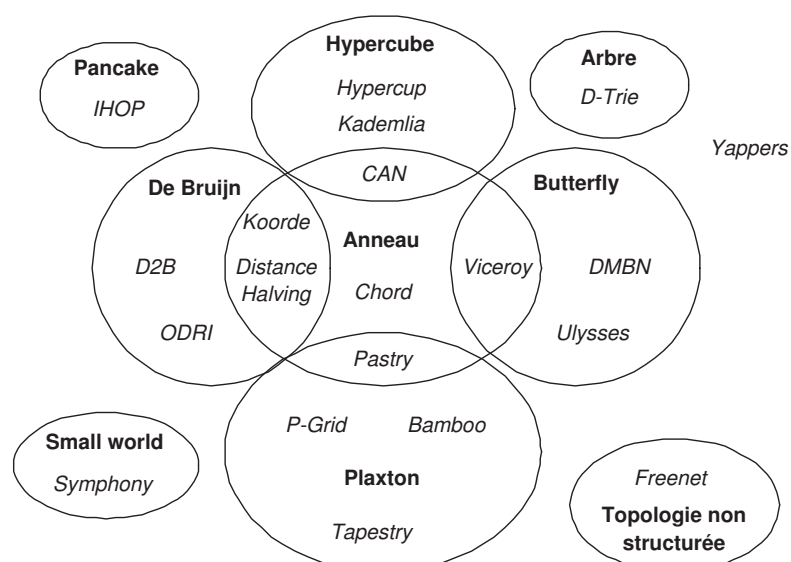 Hypercube
Hypercup
Kademlia
Pancake
IHOP
Arbre
D-Trie
Yappers
CAN
De Bruijn
Koorde
D2B
Distance
Halving
ODRI
Anneau
Chord
Butterfly
Viceroy
DMBN
Ulysses
Pastry
P-Grid
Bamboo
Plaxton
Tapestry
Small world
Symphony
Freenet
Topologie non
structurée